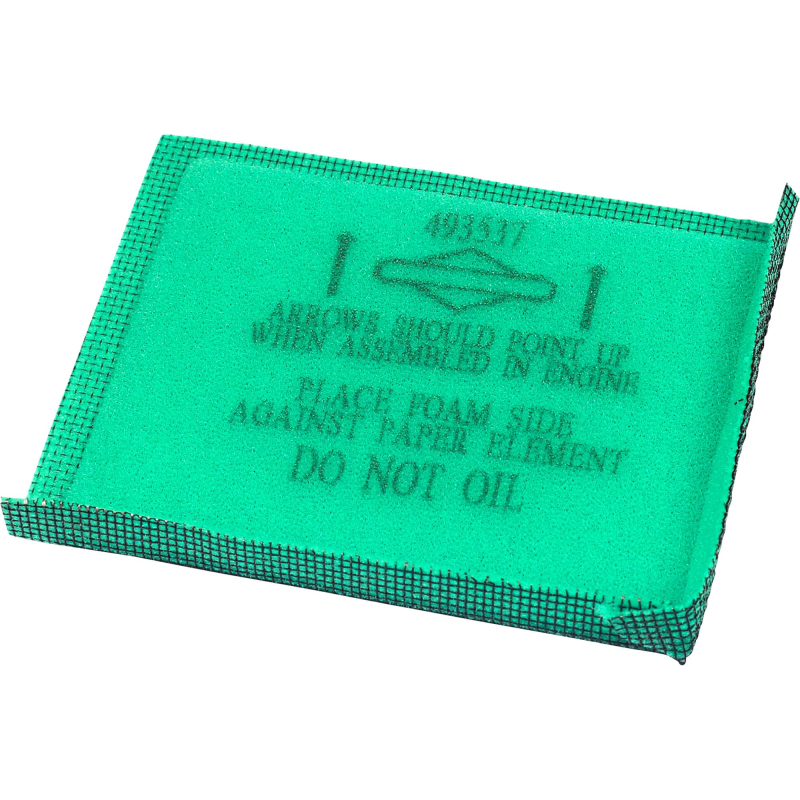 493537
ARROWS SHOULD POINT UP
WHEN ASSEMBLED IN ENGINE
PLACE FOAM SIDE
AGAINST PAPER ELEMENT
DO NOT OIL